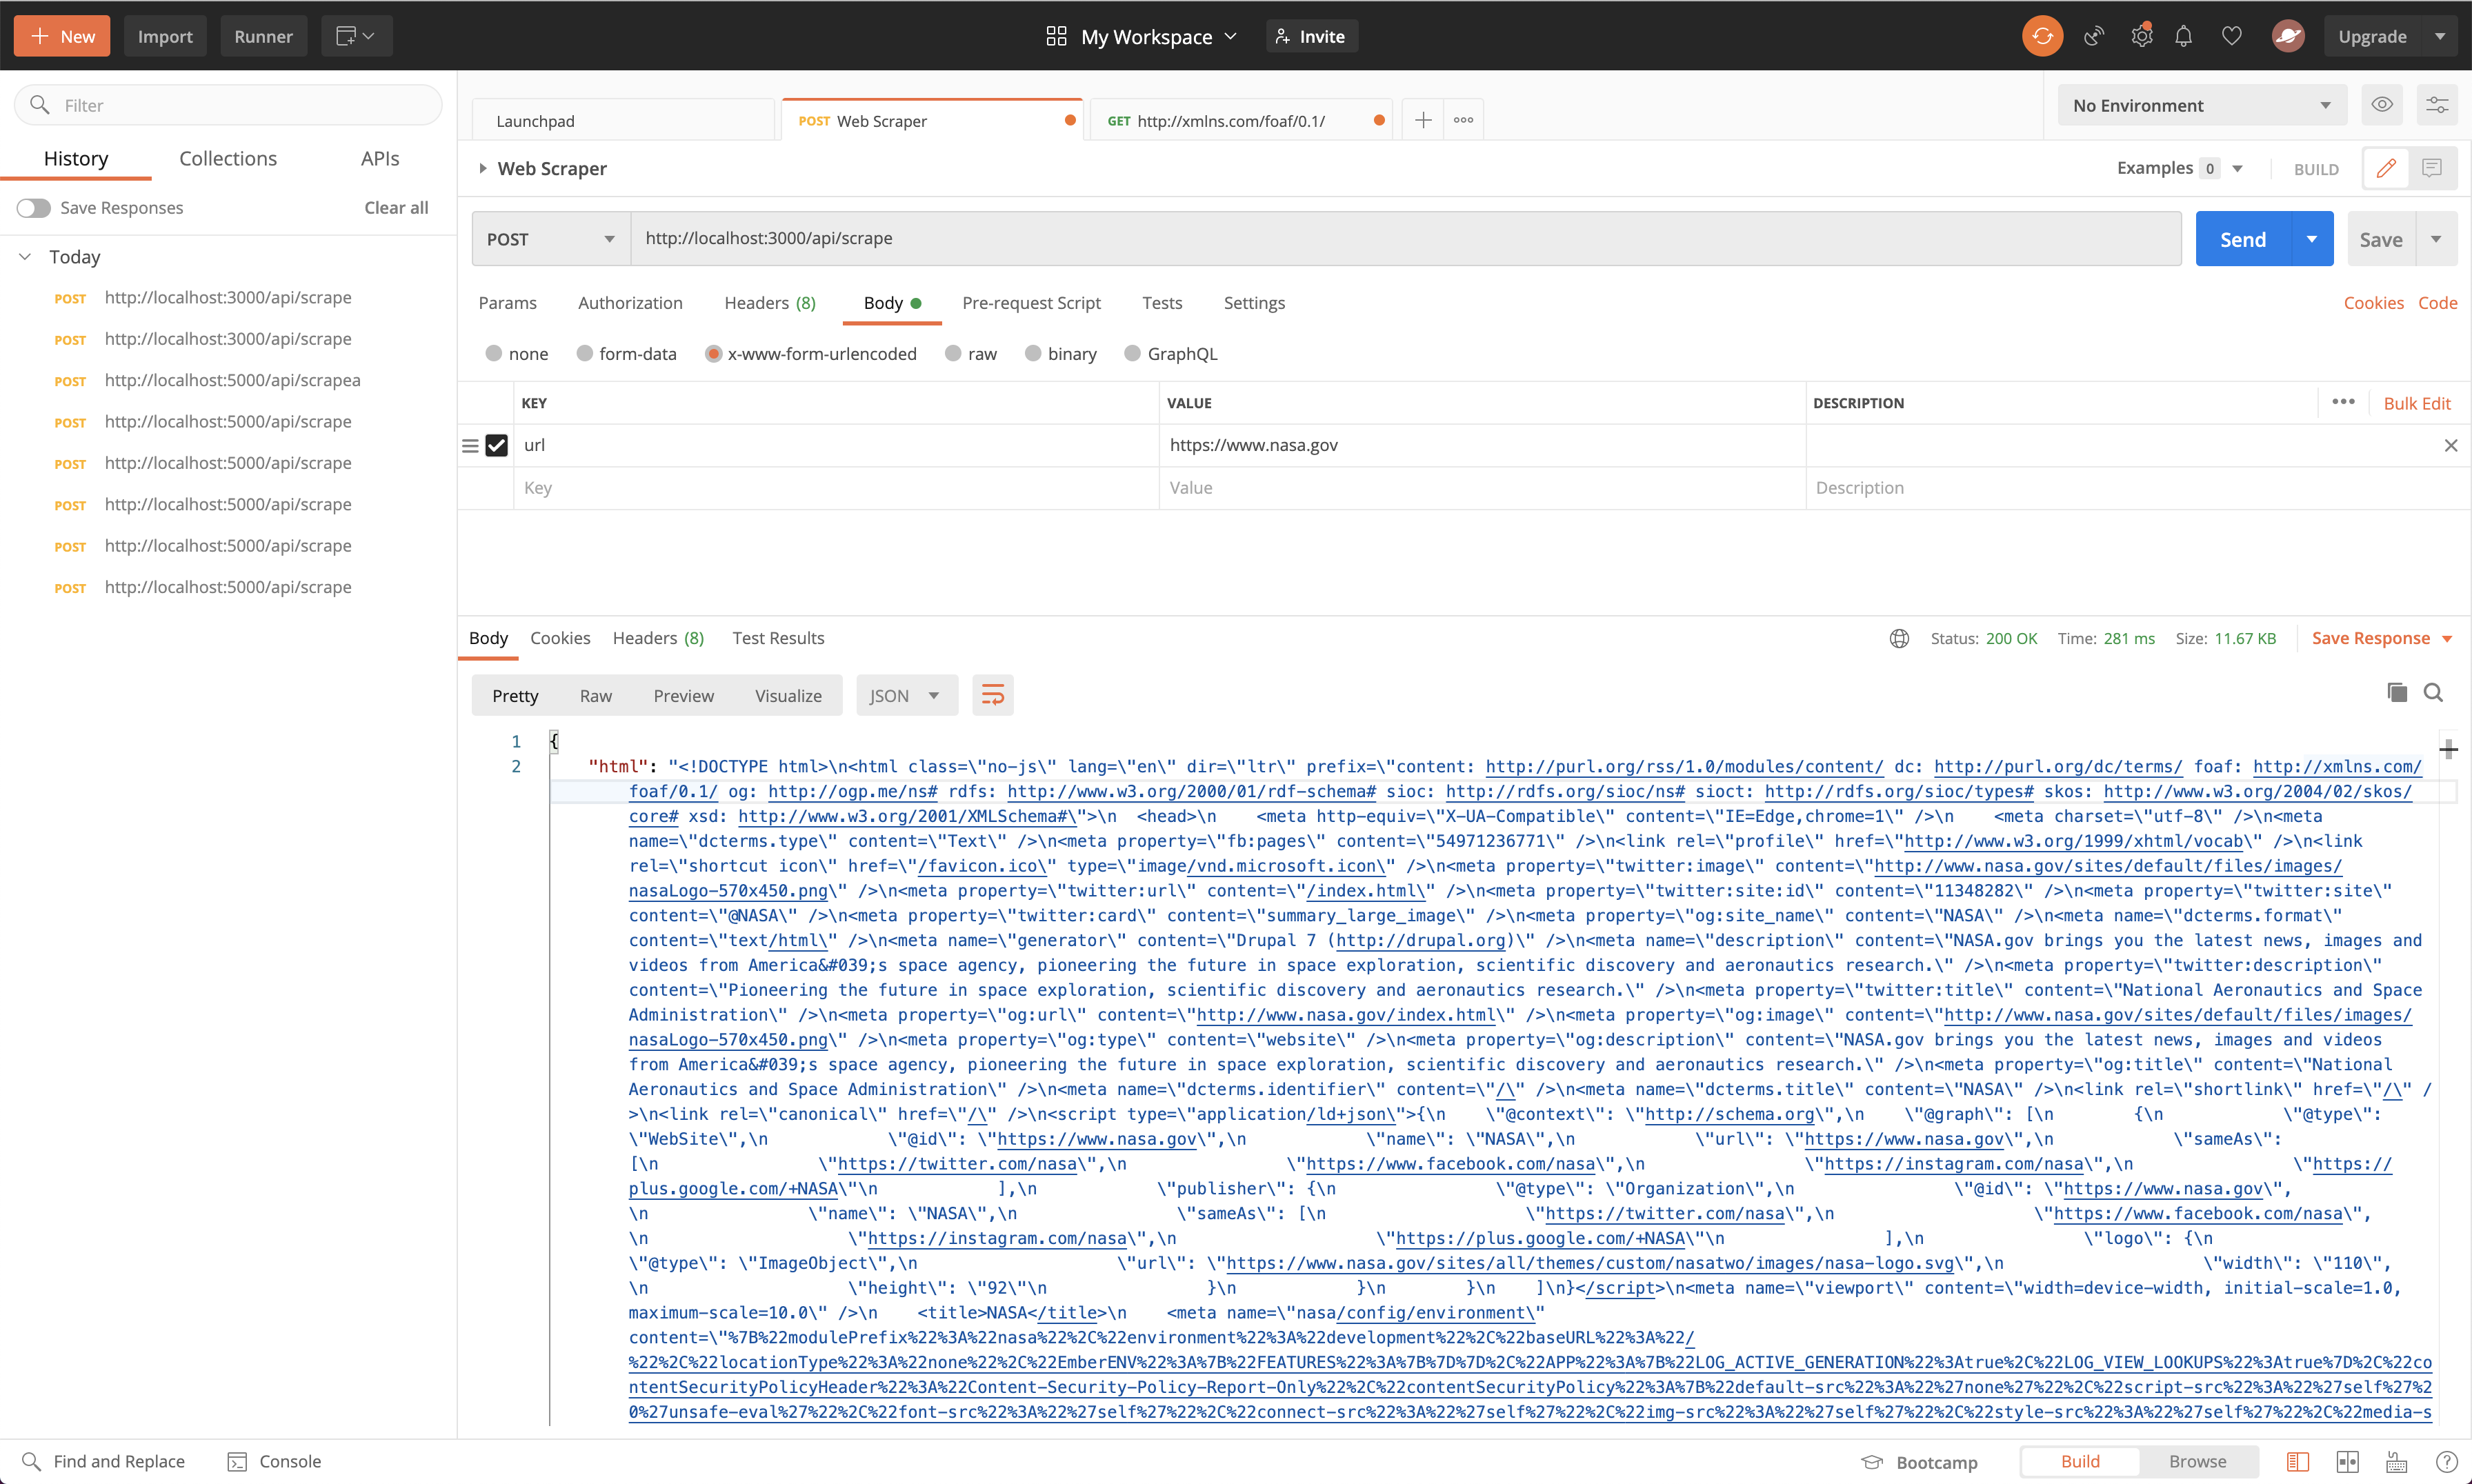 New
Import
Runner
My Workspace
Invite
Upgrade
Filter
History
Collections
APIs
Save Responses
Clear all
Today
POST http://localhost:3000/api/scrape
POST http://localhost:3000/api/scrape
POST http://localhost:5000/api/scrapea
POST http://localhost:5000/api/scrape
POST http://localhost:5000/api/scrape
POST http://localhost:5000/api/scrape
POST http://localhost:5000/api/scrape
POST http://localhost:5000/api/scrape
Launchpad
POST Web Scraper
GET http://xmlns.com/foaf/0.1/
No Environment
Web Scraper
Examples 0
BUILD
POST
http://localhost:3000/api/scrape
Send
Save
Params
Authorization
Headers (8)
Body
Pre-request Script
Tests
Settings
Cookies
Code
none
form-data
x-www-form-urlencoded
raw
binary
GraphQL
KEY
VALUE
DESCRIPTION
Bulk Edit
url
https://www.nasa.gov
Key
Value
Description
Body
Cookies
Headers (8)
Test Results
Status: 200 OK
Time: 281 ms
Size: 11.67 KB
Save Response
Pretty
Raw
Preview
Visualize
JSON
1 {
2 "html": "<!DOCTYPE html>\n<html class=\"no-js\" lang=\"en\" dir=\"ltr\" prefix=\"content: http://purl.org/rss/1.0/modules/content/ dc: http://purl.org/dc/terms/ foaf: http://xmlns.com/
foaf/0.1/ og: http://ogp.me/ns# rdfs: http://www.w3.org/2000/01/rdf-schema# sioc: http://rdfs.org/sioc/ns# sioct: http://rdfs.org/sioc/types# skos: http://www.w3.org/2004/02/skos/
core# xsd: http://www.w3.org/2001/XMLSchema#\">\n <head>\n <meta http-equiv=\"X-UA-Compatible\" content=\"IE=Edge,chrome=1\" />\n <meta charset=\"utf-8\" />\n<meta
name=\"dcterms.type\" content=\"Text\" />\n<meta property=\"fb:pages\" content=\"54971236771\" />\n<link rel=\"profile\" href=\"http://www.w3.org/1999/xhtml/vocab\" />\n<link
rel=\"shortcut icon\" href=\"/favicon.ico\" type=\"image/vnd.microsoft.icon\" />\n<meta property=\"twitter:image\" content=\"http://www.nasa.gov/sites/default/files/images/
nasaLogo-570x450.png\" />\n<meta property=\"twitter:url\" content=\"/index.html\" />\n<meta property=\"twitter:site:id\" content=\"11348282\" />\n<meta property=\"twitter:site\"
content=\"@NASA\" />\n<meta property=\"twitter:card\" content=\"summary_large_image\" />\n<meta property=\"og:site_name\" content=\"NASA\" />\n<meta name=\"dcterms.format\"
content=\"text/html\" />\n<meta name=\"generator\" content=\"Drupal 7 (http://drupal.org)\" />\n<meta name=\"description\" content=\"NASA.gov brings you the latest news, images and
videos from America&#039;s space agency, pioneering the future in space exploration, scientific discovery and aeronautics research.\" />\n<meta property=\"twitter:description\"
content=\"Pioneering the future in space exploration, scientific discovery and aeronautics research.\" />\n<meta property=\"twitter:title\" content=\"National Aeronautics and Space
Administration\" />\n<meta property=\"og:url\" content=\"http://www.nasa.gov/index.html\" />\n<meta property=\"og:image\" content=\"http://www.nasa.gov/sites/default/files/images/
nasaLogo-570x450.png\" />\n<meta property=\"og:type\" content=\"website\" />\n<meta property=\"og:description\" content=\"NASA.gov brings you the latest news, images and videos
from America&#039;s space agency, pioneering the future in space exploration, scientific discovery and aeronautics research.\" />\n<meta property=\"og:title\" content=\"National
Aeronautics and Space Administration\" />\n<meta name=\"dcterms.identifier\" content=\"/\" />\n<meta name=\"dcterms.title\" content=\"NASA\" />\n<link rel=\"shortlink\" href=\"/\" /
>\n<link rel=\"canonical\" href=\"/\" />\n<script type=\"application/ld+json\">{\n \"@context\": \"http://schema.org\",\n \"@graph\": [\n {\n \"@type\":
\"WebSite\",\n \"@id\": \"https://www.nasa.gov\",\n \"name\": \"NASA\",\n \"url\": \"https://www.nasa.gov\",\n \"sameAs\":
[\n \"https://twitter.com/nasa\",\n \"https://www.facebook.com/nasa\",\n \"https://instagram.com/nasa\",\n \"https://
plus.google.com/+NASA\"\n ],\n \"publisher\": {\n \"@type\": \"Organization\",\n \"@id\": \"https://www.nasa.gov\",
\n \"name\": \"NASA\",\n \"sameAs\": [\n \"https://twitter.com/nasa\",\n \"https://www.facebook.com/nasa\",
\n \"https://instagram.com/nasa\",\n \"https://plus.google.com/+NASA\"\n ],\n \"logo\": {\n
\"@type\": \"ImageObject\",\n \"url\": \"https://www.nasa.gov/sites/all/themes/custom/nasatwo/images/nasa-logo.svg\",\n \"width\": \"110\",
\n \"height\": \"92\"\n }\n }\n }\n ]\n}</script>\n<meta name=\"viewport\" content=\"width=device-width, initial-scale=1.0,
maximum-scale=10.0\" />\n <title>NASA</title>\n <meta name=\"nasa/config/environment\"
content=\"%7B%22modulePrefix%22%3A%22nasa%22%2C%22environment%22%3A%22development%22%2C%22baseURL%22%3A%22/
%22%2C%22locationType%22%3A%22none%22%2C%22EmberENV%22%3A%7B%22FEATURES%22%3A%7B%7D%7D%2C%22APP%22%3A%7B%22LOG_ACTIVE_GENERATION%22%3Atrue%2C%22LOG_VIEW_LOOKUPS%22%3Atrue%7D%2C%22co
ntentSecurityPolicyHeader%22%3A%22Content-Security-Policy-Report-Only%22%2C%22contentSecurityPolicy%22%3A%7B%22default-src%22%3A%22%27none%27%22%2C%22script-src%22%3A%22%27self%27%2
0%27unsafe-eval%27%22%2C%22font-src%22%3A%22%27self%27%22%2C%22connect-src%22%3A%22%27self%27%22%2C%22img-src%22%3A%22%27self%27%22%2C%22style-src%22%3A%22%27self%27%22%2C%22media-s
Find and Replace
Console
Bootcamp
Build
Browse